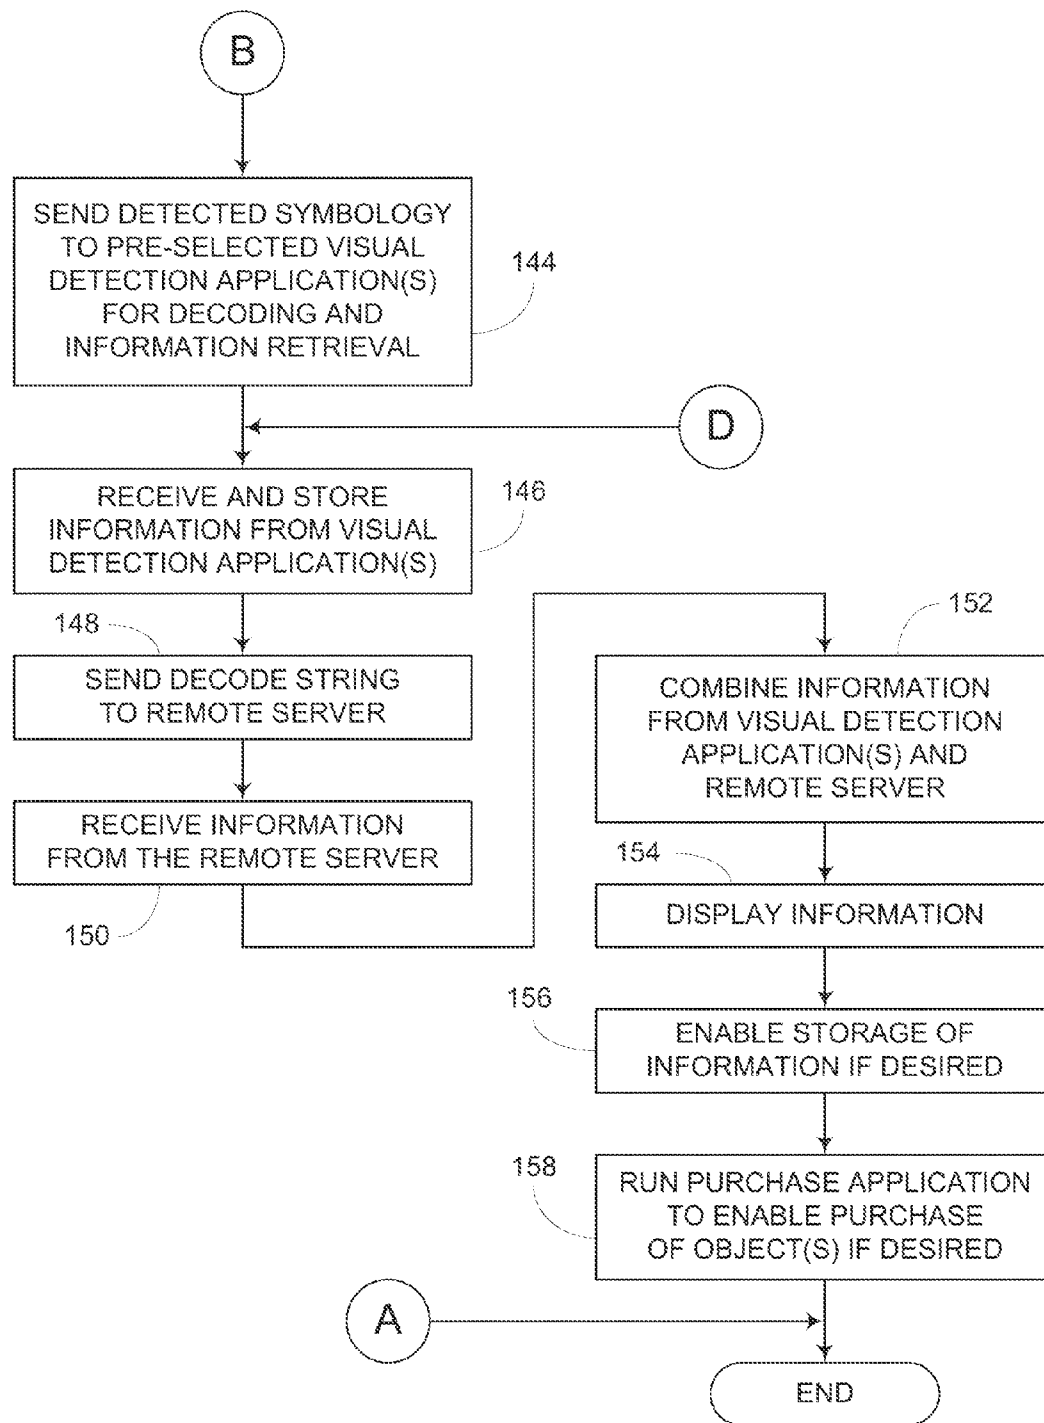 B
SEND DETECTED SYMBOLOGY
TO PRE-SELECTED VISUAL
DETECTION APPLICATION(S)
FOR DECODING AND
INFORMATION RETRIEVAL
144
D
RECEIVE AND STORE
INFORMATION FROM VISUAL
DETECTION APPLICATION(S)
146
148
SEND DECODE STRING
TO REMOTE SERVER
RECEIVE INFORMATION
FROM THE REMOTE SERVER
150
152
COMBINE INFORMATION
FROM VISUAL DETECTION
APPLICATION(S) AND
REMOTE SERVER
154
DISPLAY INFORMATION
156
ENABLE STORAGE OF
INFORMATION IF DESIRED
158
RUN PURCHASE APPLICATION
TO ENABLE PURCHASE
OF OBJECT(S) IF DESIRED
A
END